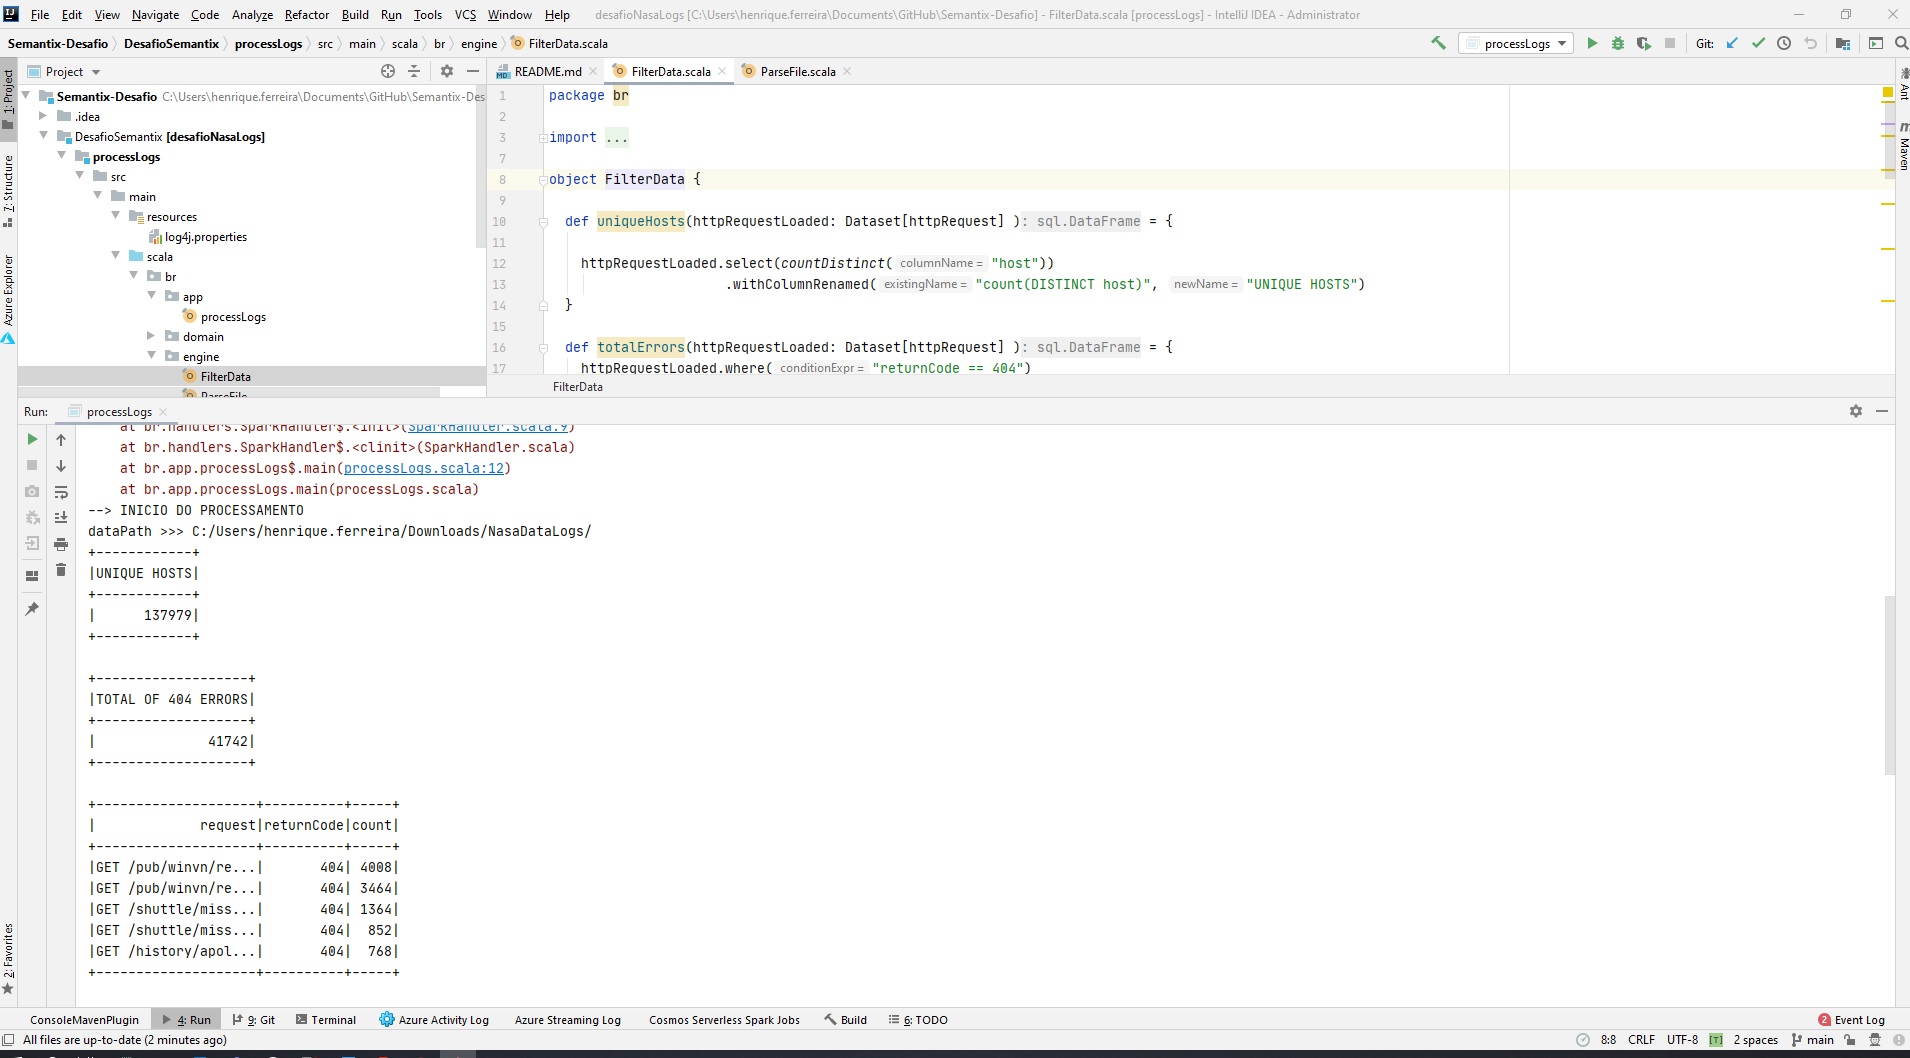 File Edit View Navigate Code Analyze Refactor Build Run Tools VCS Window Help desafioNasaLogs [C:\Users\henrique.ferreira\Documents\GitHub\Semantix-Desafio] - FilterData.scala [processLogs] - IntelliJ IDEA - Administrator
Semantix-Desafio DesafioSemantix processLogs src main scala br engine FilterData.scala
processLogs Git:
Project
README.md FilterData.scala ParseFile.scala
1: Project
7: Structure
Azure Explorer
2: Favorites
Ant
Maven
Semantix-Desafio C:\Users\henrique.ferreira\Documents\GitHub\Semantix-Des
.idea
DesafioSemantix [desafioNasaLogs]
processLogs
src
main
resources
log4j.properties
scala
br
app
processLogs
domain
engine
FilterData
ParseFile
1 package br
2
3 import ...
7
8 object FilterData {
9
10 def uniqueHosts(httpRequestLoaded: Dataset[httpRequest] ): sql.DataFrame = {
11
12 httpRequestLoaded.select(countDistinct( columnName = "host"))
13 .withColumnRenamed( existingName = "count(DISTINCT host)", newName = "UNIQUE HOSTS")
14 }
15
16 def totalErrors(httpRequestLoaded: Dataset[httpRequest] ): sql.DataFrame = {
17 httpRequestLoaded.where( conditionExpr = "returnCode == 404")
FilterData
Run: processLogs
at br.handlers.SparkHandler$.<init>(SparkHandler.scala:9)
at br.handlers.SparkHandler$.<clinit>(SparkHandler.scala)
at br.app.processLogs$.main(processLogs.scala:12)
at br.app.processLogs.main(processLogs.scala)
--> INICIO DO PROCESSAMENTO
dataPath >>> C:/Users/henrique.ferreira/Downloads/NasaDataLogs/
+------------+
|UNIQUE HOSTS|
+------------+
|      137979|
+------------+
+-------------------+
|TOTAL OF 404 ERRORS|
+-------------------+
|              41742|
+-------------------+
+--------------------+----------+-----+
|             request|returnCode|count|
+--------------------+----------+-----+
|GET /pub/winvn/re...|       404| 4008|
|GET /pub/winvn/re...|       404| 3464|
|GET /shuttle/miss...|       404| 1364|
|GET /shuttle/miss...|       404|  852|
|GET /history/apol...|       404|  768|
+--------------------+----------+-----+
ConsoleMavenPlugin 4: Run 9: Git Terminal Azure Activity Log Azure Streaming Log Cosmos Serverless Spark Jobs Build 6: TODO 2 Event Log
All files are up-to-date (2 minutes ago) 8:8 CRLF UTF-8 [T] 2 spaces main